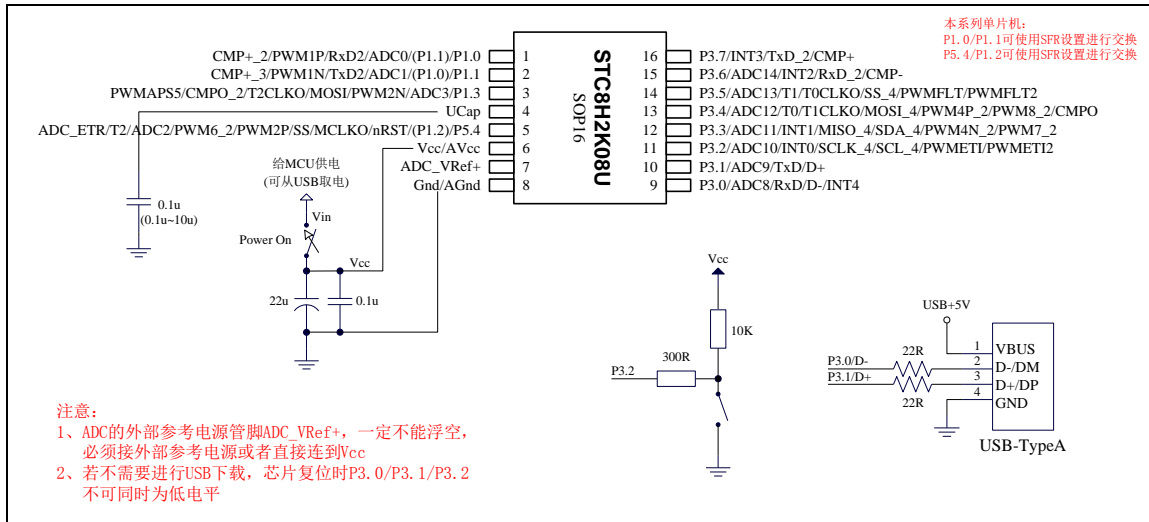 本系列单片机：
P1.0/P1.1可使用SFR设置进行交换
P5.4/P1.2可使用SFR设置进行交换
CMP+_2/PWM1P/RxD2/ADC0/(P1.1)/P1.0
CMP+_3/PWM1N/TxD2/ADC1/(P1.0)/P1.1
PWMAPS5/CMPO_2/T2CLKO/MOSI/PWM2N/ADC3/P1.3
UCap
ADC_ETR/T2/ADC2/PWM6_2/PWM2P/SS/MCLKO/nRST/(P1.2)/P5.4
Vcc/AVcc
ADC_VRef+
Gnd/AGnd
1
2
3
4
5
6
7
8
STC8H2K08U
SOP16
16
15
14
13
12
11
10
9
P3.7/INT3/TxD_2/CMP+
P3.6/ADC14/INT2/RxD_2/CMP-
P3.5/ADC13/T1/T0CLKO/SS_4/PWMFLT/PWMFLT2
P3.4/ADC12/T0/T1CLKO/MOSI_4/PWM4P_2/PWM8_2/CMPO
P3.3/ADC11/INT1/MISO_4/SDA_4/PWM4N_2/PWM7_2
P3.2/ADC10/INT0/SCLK_4/SCL_4/PWMETI/PWMETI2
P3.1/ADC9/TxD/D+
P3.0/ADC8/RxD/D-/INT4
给MCU供电
(可从USB取电)
0.1u
(0.1u~10u)
Vin
Power On
Vcc
22u
0.1u
Vcc
10K
300R
P3.2
USB+5V
22R
P3.0/D-
P3.1/D+
22R
1
2
3
4
VBUS
D-/DM
D+/DP
GND
USB-TypeA
注意：
1、ADC的外部参考电源管脚ADC_VRef+，一定不能浮空，
必须接外部参考电源或者直接连到Vcc
2、若不需要进行USB下载，芯片复位时P3.0/P3.1/P3.2
不可同时为低电平